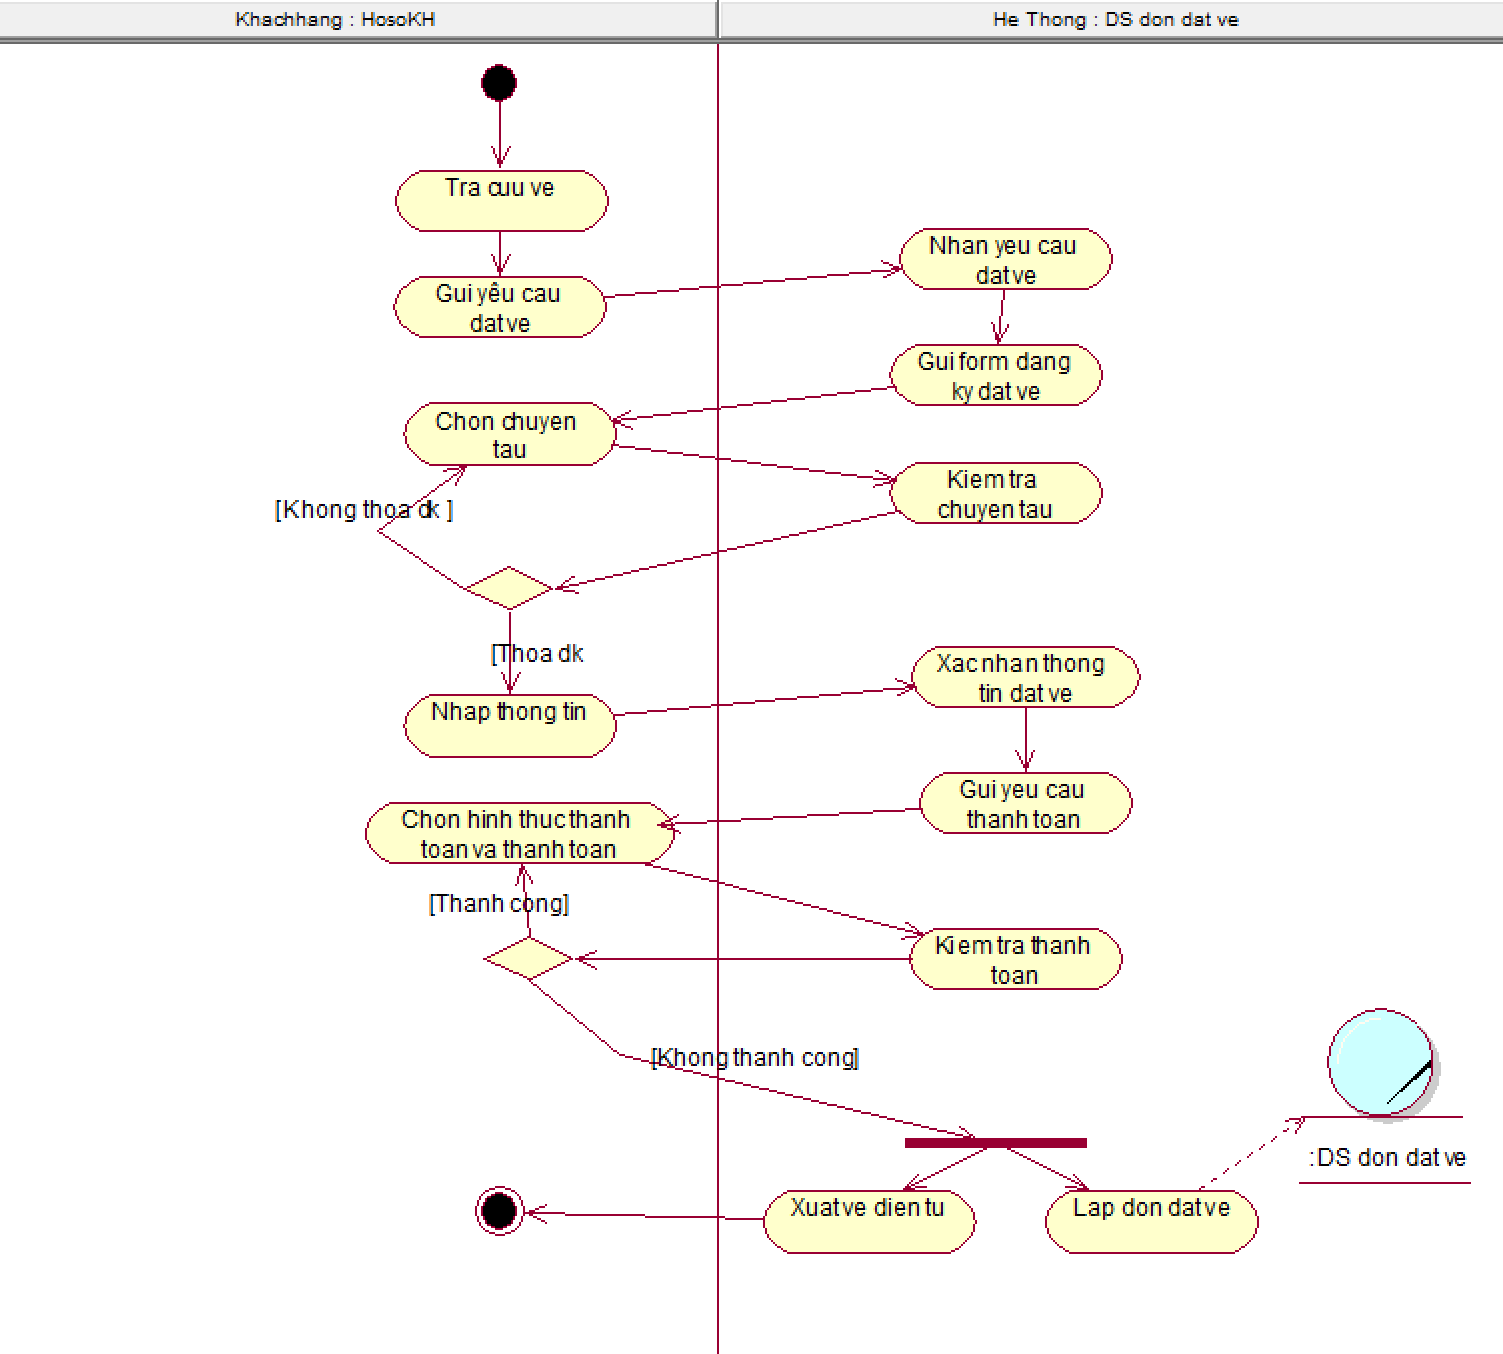 Khachhang : HosoKH
He Thong : DS don dat ve
Tra cuu ve
Nhan yeu cau
dat ve
Gui yêu cau
dat ve
Gui form dang
ky dat ve
Chon chuyen
tau
Kiem tra
chuyen tau
[Khong thoa dk ]
[Thoa dk
Xac nhan thong
tin dat ve
Nhap thong tin
Gui yeu cau
thanh toan
Chon hinh thuc thanh
toan va thanh toan
[Thanh cong]
Kiem tra thanh
toan
[Khong thanh cong]
: DS don dat ve
Xuat ve dien tu
Lap don dat ve